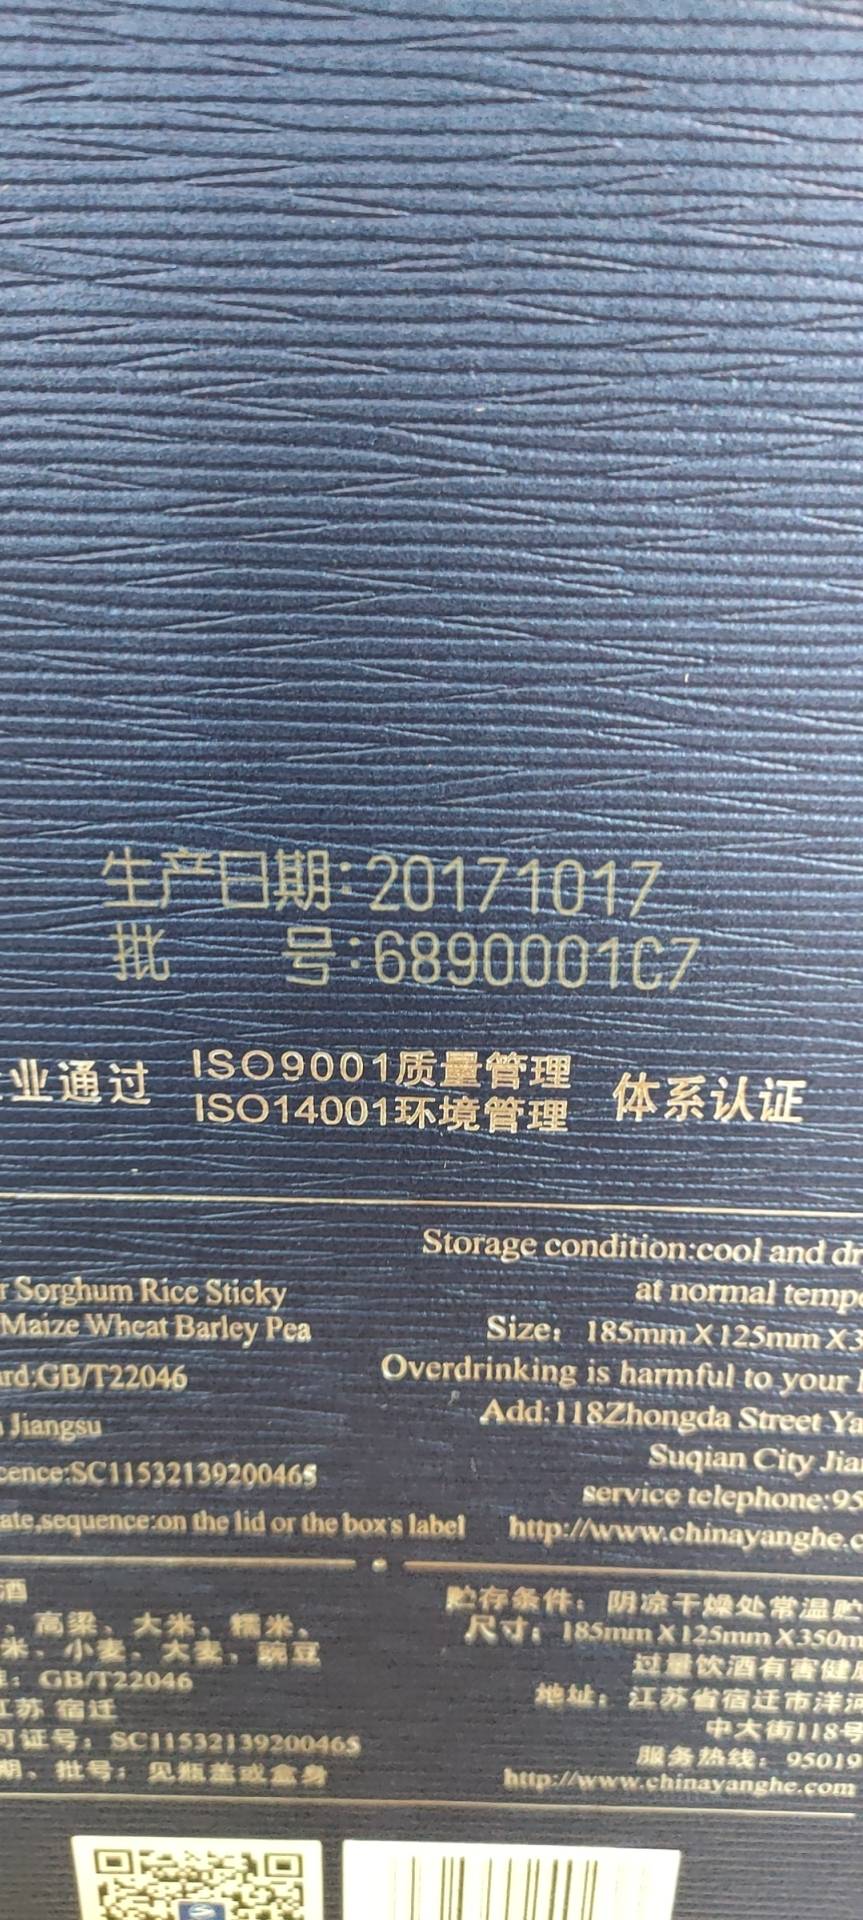 生产日期:20171017
批 号:6890001C7
业通过 ISO9001质量管理 体系认证
ISO14001环境管理
Storage condition:cool and dr
at normal temp
r Sorghum Rice Sticky
Maize Wheat Barley Pea
Size: 185mm X 125mm X 3
rd:GB/T22046
Overdrinking is harmful to your
Jiangsu
Add:118Zhongda Street Ya
Suqian City Jia
cence:SC11532139200465
service telephone:95
ate,sequence:on the lid or the box's label
http://www.chinayanghe.c
酒
、高粱、大米、糯米、
米、小麦、大麦、豌豆
: GB/T22046
江苏 宿迁
可证号: SC11532139200465
期、批号: 见瓶盖或盒身
贮存条件: 阴凉干燥处常温贮
尺寸: 185mm X 125mm X 350m
过量饮酒有害健
地址: 江苏省宿迁市洋河
中大街118号
服务热线: 95019
http://www.chinayanghe.com